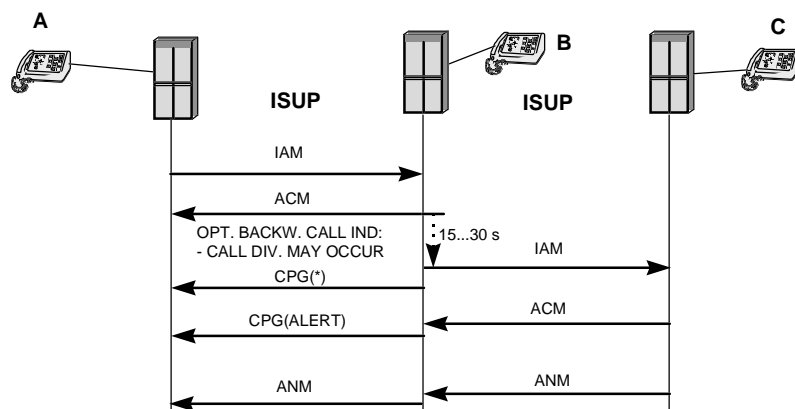 A
B
C
ISUP
ISUP
IAM
ACM
OPT. BACKW. CALL IND:
- CALL DIV. MAY OCCUR
15...30 s
IAM
CPG(*)
ACM
CPG(ALERT)
ANM
ANM